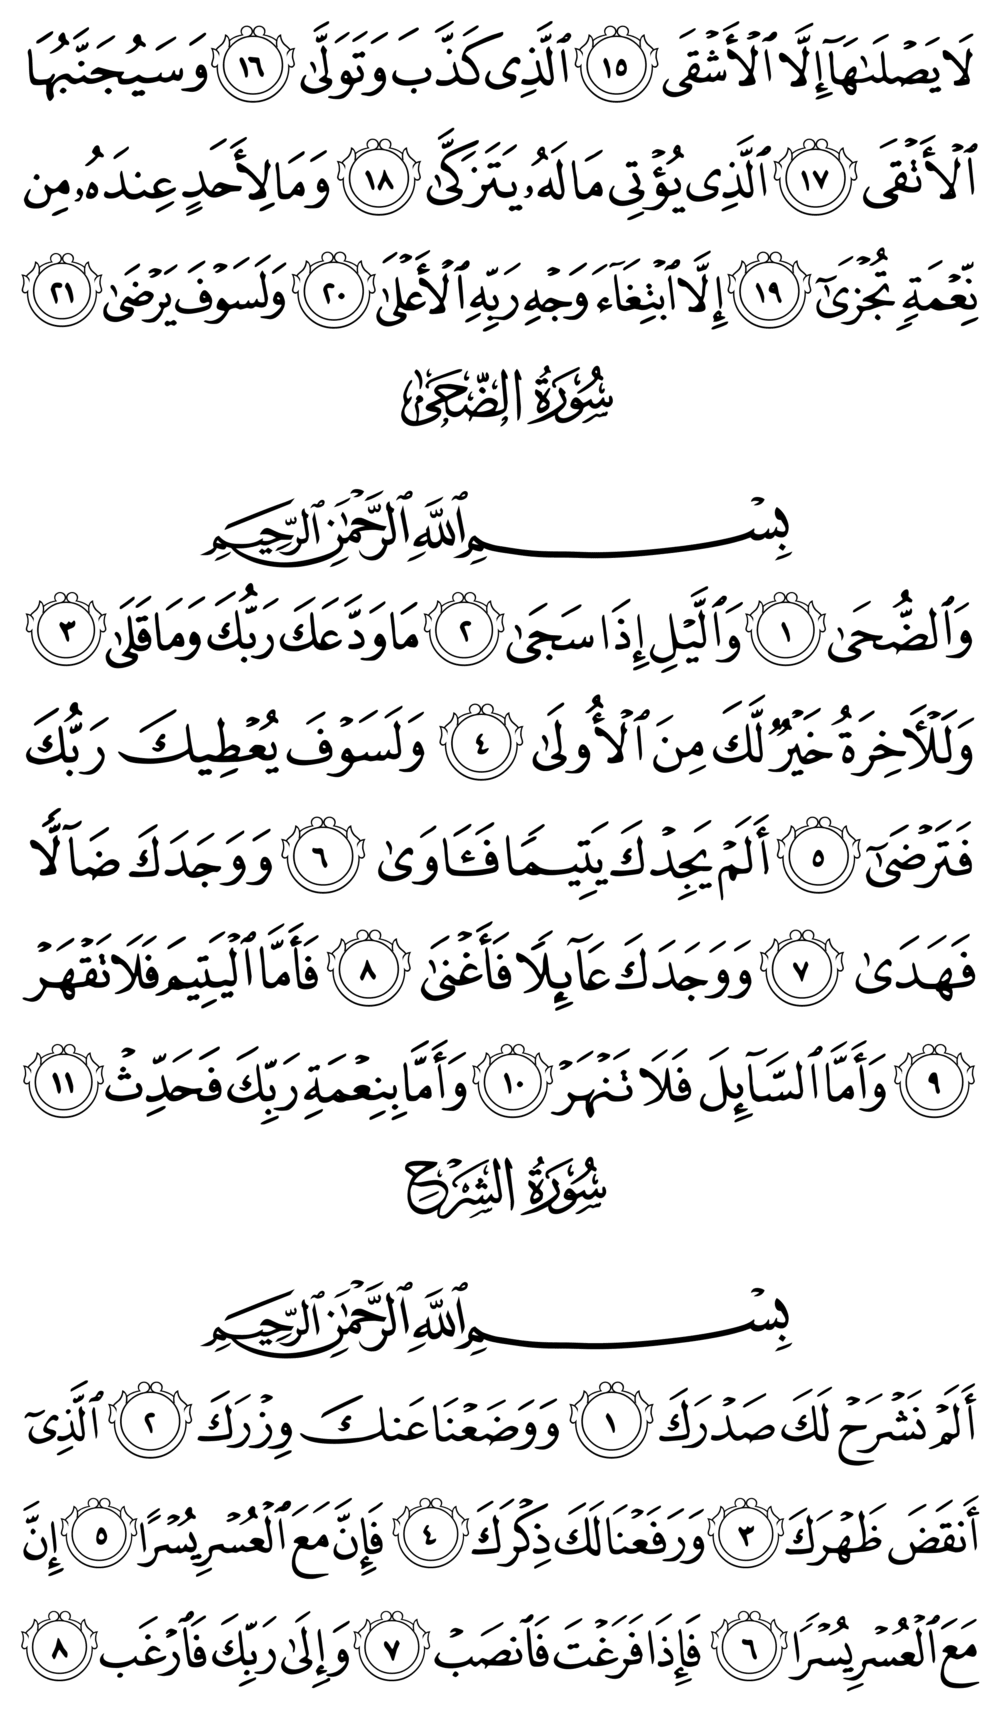 لَا يَصْلَىٰهَآ إِلَّا ٱلْأَشْقَى ١٥ ٱلَّذِى كَذَّبَ وَتَوَلَّىٰ ١٦ وَسَيُجَنَّبُهَا
ٱلْأَتْقَى ١٧ ٱلَّذِى يُؤْتِى مَالَهُۥ يَتَزَكَّىٰ ١٨ وَمَا لِأَحَدٍ عِندَهُۥ مِن
نِّعْمَةٍ تُجْزَىٰٓ ١٩ إِلَّا ٱبْتِغَآءَ وَجْهِ رَبِّهِ ٱلْأَعْلَىٰ ٢٠ وَلَسَوْفَ يَرْضَىٰ ٢١
سُورَةُ الضُّحَىٰ
بِسْمِ ٱللَّهِ ٱلرَّحْمَٰنِ ٱلرَّحِيمِ
وَٱلضُّحَىٰ ١ وَٱلَّيْلِ إِذَا سَجَىٰ ٢ مَا وَدَّعَكَ رَبُّكَ وَمَا قَلَىٰ ٣
وَلَلْأَخِرَةُ خَيْرٌ لَّكَ مِنَ ٱلْأُولَىٰ ٤ وَلَسَوْفَ يُعْطِيكَ رَبُّكَ
فَتَرْضَىٰٓ ٥ أَلَمْ يَجِدْكَ يَتِيمًا فَـَٔاوَىٰ ٦ وَوَجَدَكَ ضَآلًّا
فَهَدَىٰ ٧ وَوَجَدَكَ عَآئِلًا فَأَغْنَىٰ ٨ فَأَمَّا ٱلْيَتِيمَ فَلَا تَقْهَرْ
٩ وَأَمَّا ٱلسَّآئِلَ فَلَا تَنْهَرْ ١٠ وَأَمَّا بِنِعْمَةِ رَبِّكَ فَحَدِّثْ ١١
سُورَةُ الشَّرْحِ
بِسْمِ ٱللَّهِ ٱلرَّحْمَٰنِ ٱلرَّحِيمِ
أَلَمْ نَشْرَحْ لَكَ صَدْرَكَ ١ وَوَضَعْنَا عَنكَ وِزْرَكَ ٢ ٱلَّذِىٓ
أَنقَضَ ظَهْرَكَ ٣ وَرَفَعْنَا لَكَ ذِكْرَكَ ٤ فَإِنَّ مَعَ ٱلْعُسْرِ يُسْرًا ٥ إِنَّ
مَعَ ٱلْعُسْرِ يُسْرًا ٦ فَإِذَا فَرَغْتَ فَٱنصَبْ ٧ وَإِلَىٰ رَبِّكَ فَٱرْغَب ٨